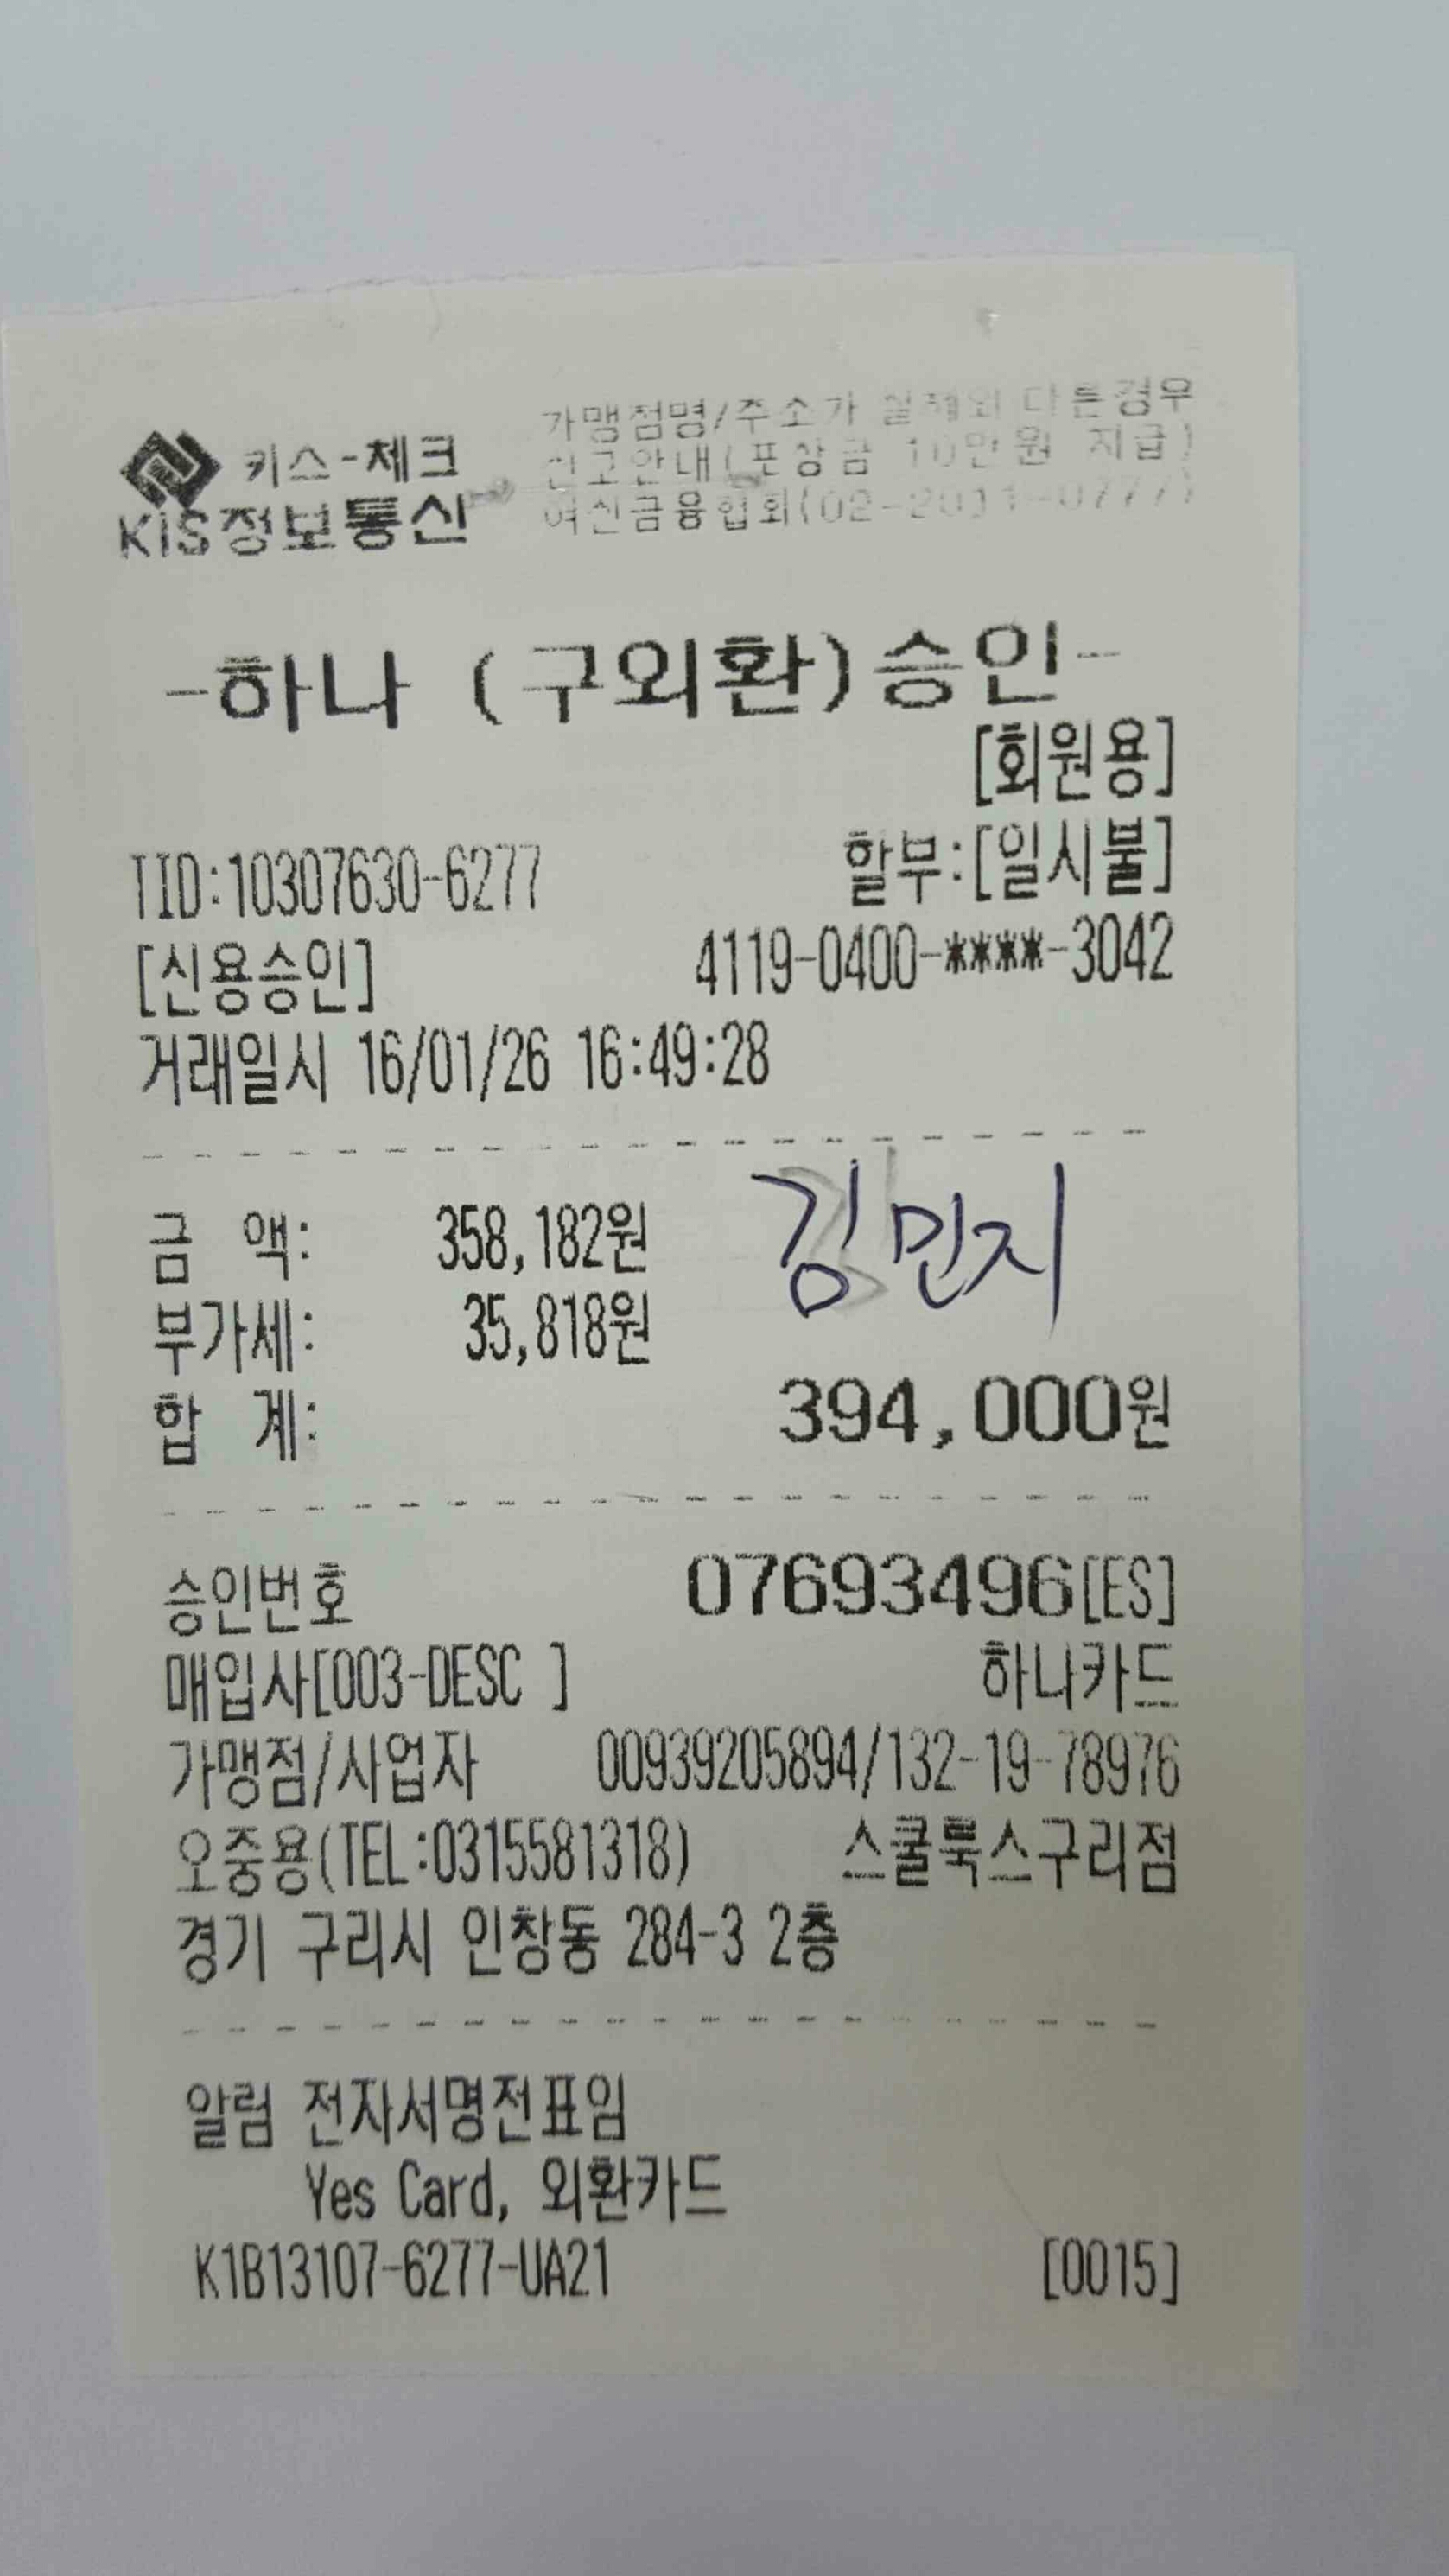 키스-체크
KIS정보통신
가맹점명/주소가 실제와 다른경우
신고안내(포상금 10만원 지급)
여신금융협회(02-2011-0777)
-하나 (구외환)승인-
[회원용]
TID:10307630-6277 할부:[일시불]
[신용승인] 4119-0400-****-3042
거래일시 16/01/26 16:49:28
금 액: 358,182원 김민지
부가세: 35,818원
합 계: 394,000원
승인번호 07693496[ES]
매입사[003-DESC ] 하나카드
가맹점/사업자 00939205894/132-19-78976
오중용(TEL:0315581318) 스쿨룩스구리점
경기 구리시 인창동 284-3 2층
알림 전자서명전표임
Yes Card, 외환카드
K1B13107-6277-UA21 [0015]